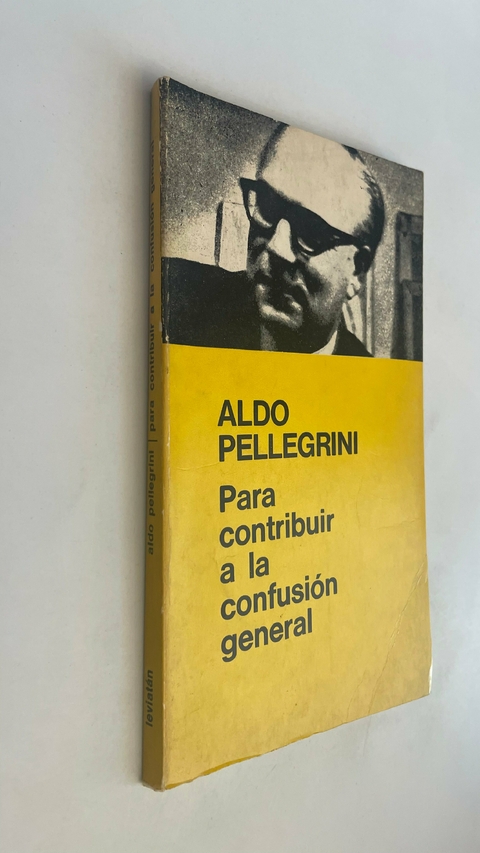 ALDO
PELLEGRINI
Para
contribuir
a la
confusión
general
aldo pellegrini | para contribuir a la confusión general
leviatán